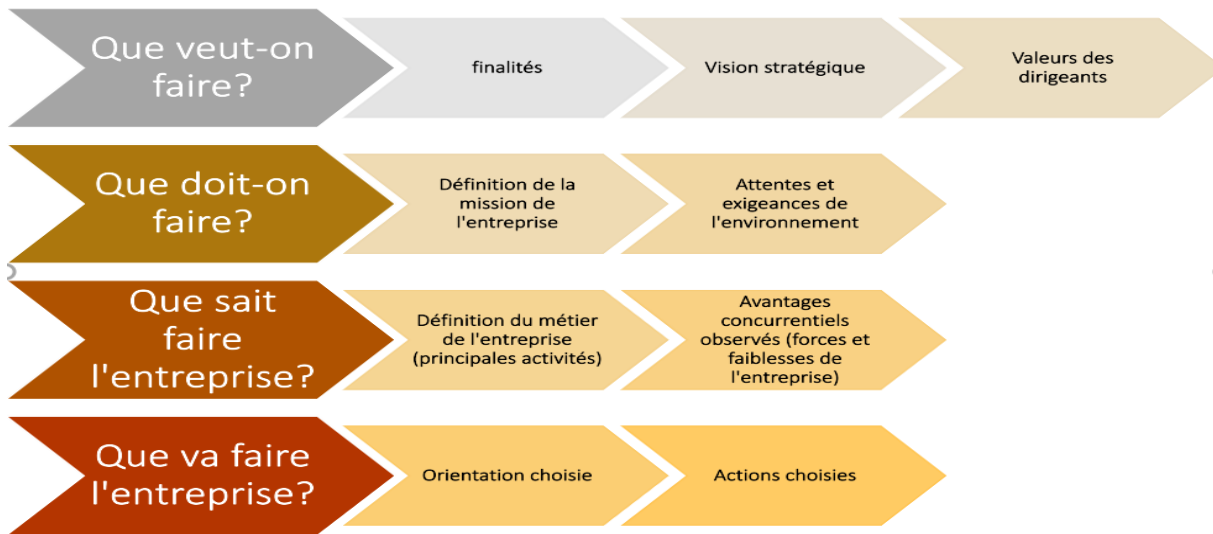 Que veut-on
faire?
finalités
Vision stratégique
Valeurs des
dirigeants
Que doit-on
faire?
Définition de la
mission de
l'entreprise
Attentes et
exigeances de
l'environnement
Que sait
faire
l'entreprise?
Définition du métier
de l'entreprise
(principales activités)
Avantages
concurrentiels
observés (forces et
faiblesses de
l'entreprise)
Que va faire
l'entreprise?
Orientation choisie
Actions choisies